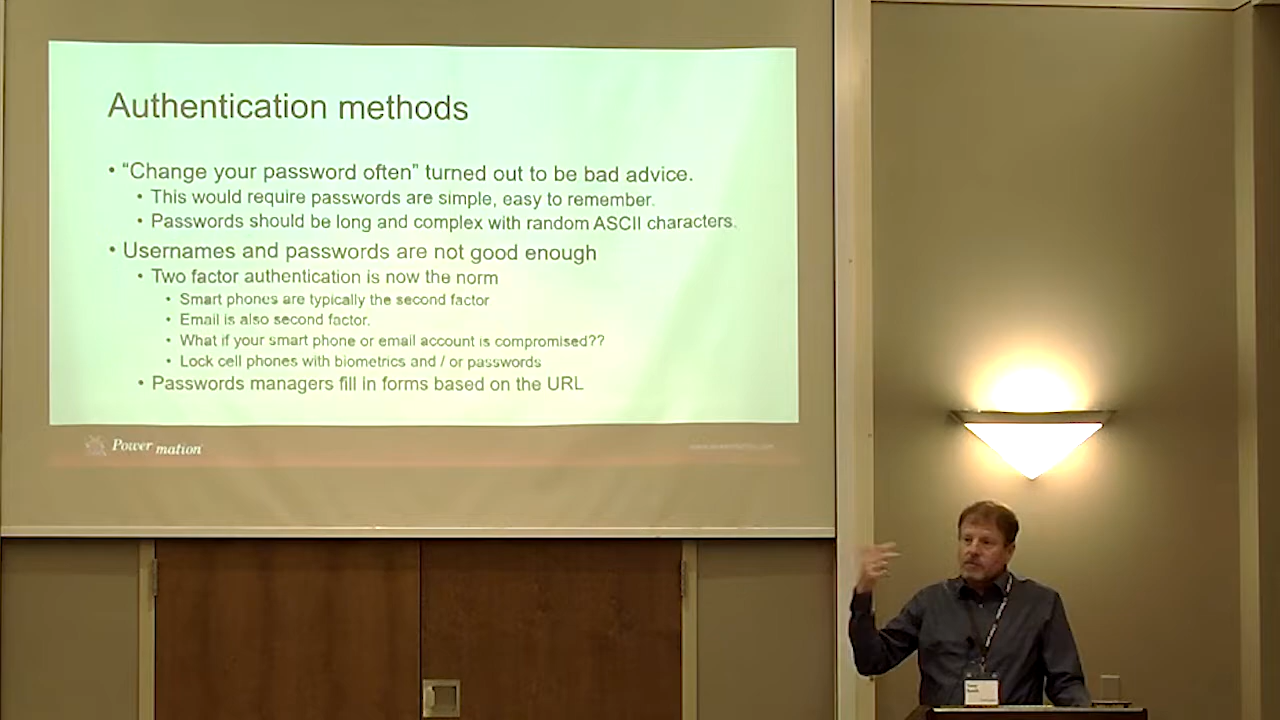 Authentication methods
• “Change your password often” turned out to be bad advice.
• This would require passwords are simple, easy to remember.
• Passwords should be long and complex with random ASCII characters.
• Usernames and passwords are not good enough
• Two factor authentication is now the norm
• Smart phones are typically the second factor
• Email is also second factor.
• What if your smart phone or email account is compromised??
• Lock cell phones with biometrics and / or passwords
• Passwords managers fill in forms based on the URL
Power mation